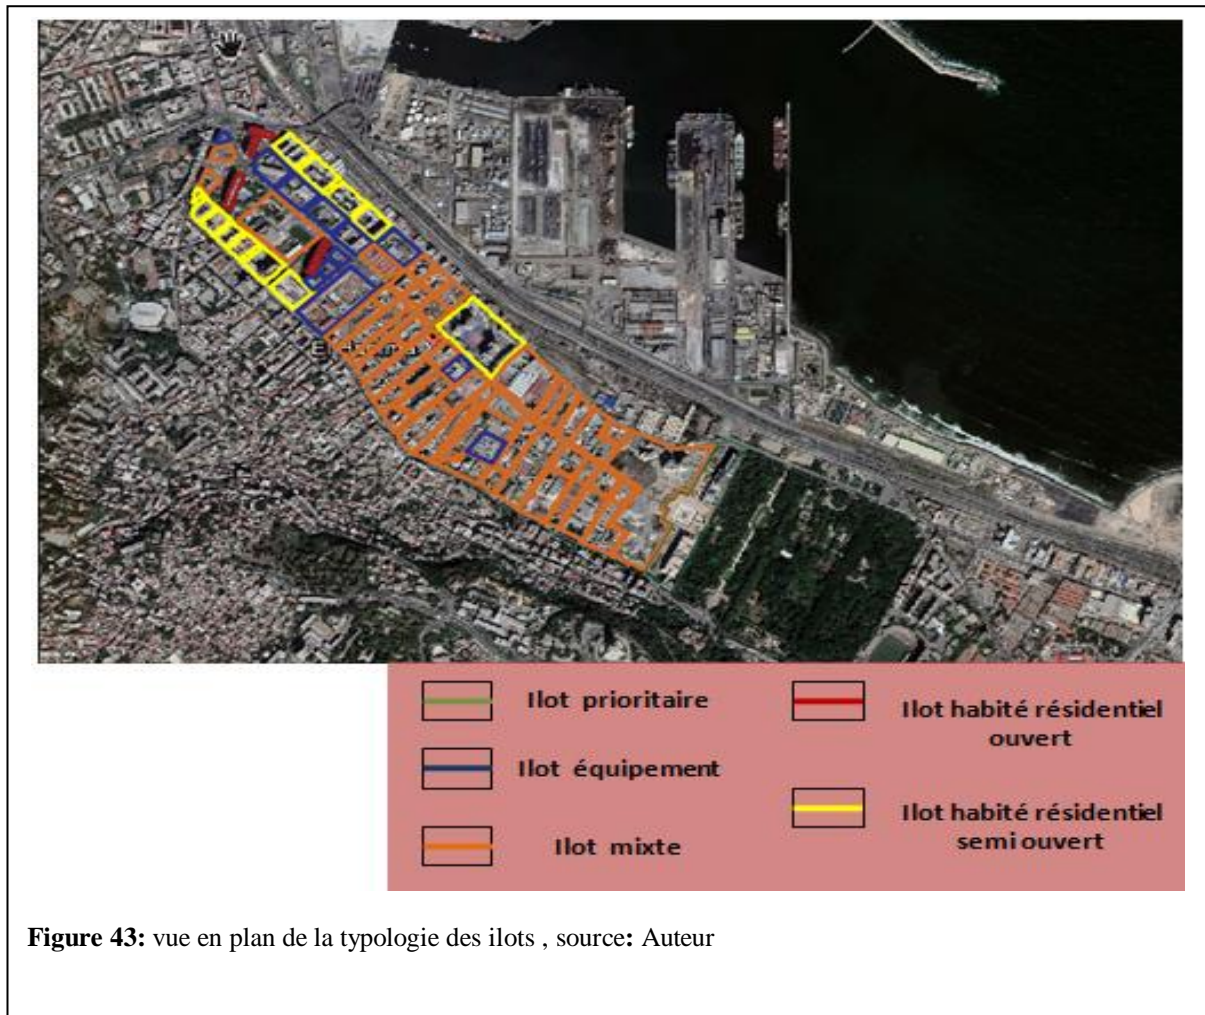 Ilot prioritaire
Ilot équipement
Ilot mixte
Ilot habité résidentiel
ouvert
Ilot habité résidentiel
semi ouvert
Figure 43: vue en plan de la typologie des ilots , source: Auteur